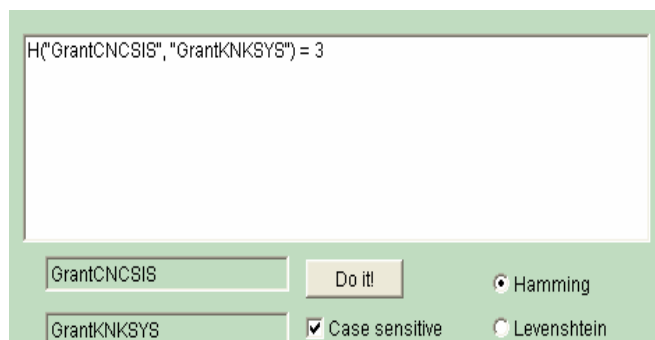 H("GrantCNCSIS", "GrantKNKSYS") = 3
GrantCNCSIS
Do it!
Hamming
GrantKNKSYS
Case sensitive
Levenshtein